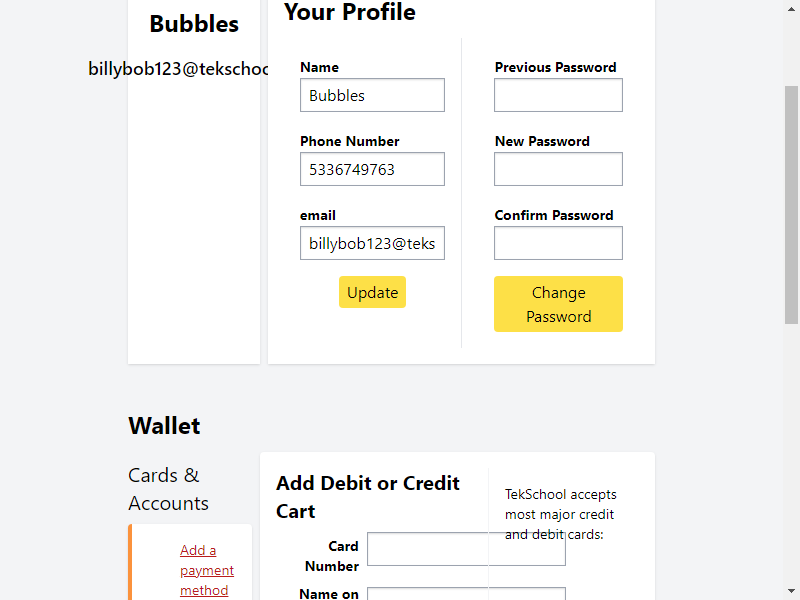 Bubbles
billybob123@tekschoo
Your Profile
Name
Bubbles
Phone Number
5336749763
email
billybob123@teks
Update
Previous Password
New Password
Confirm Password
Change
Password
Wallet
Cards &
Accounts
Add a
payment
method
Add Debit or Credit
Cart
Card
Number
Name on
TekSchool accepts
most major credit
and debit cards: